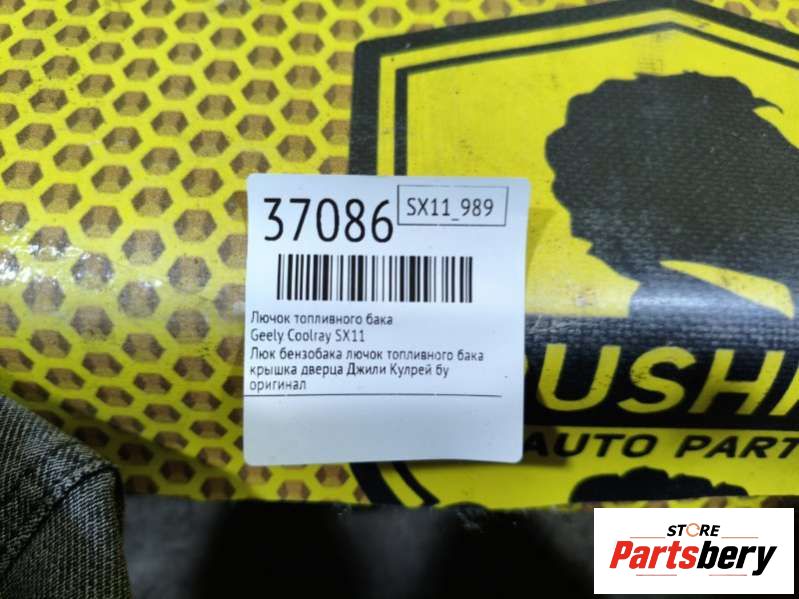 37086
SX11_989
Лючок топливного бака
Geely Coolray SX11
Люк бензобака лючок топливного бака
крышка дверца Джили Кулрей бу
оригинал
USH
AUTO PART
STORE
Partsbery